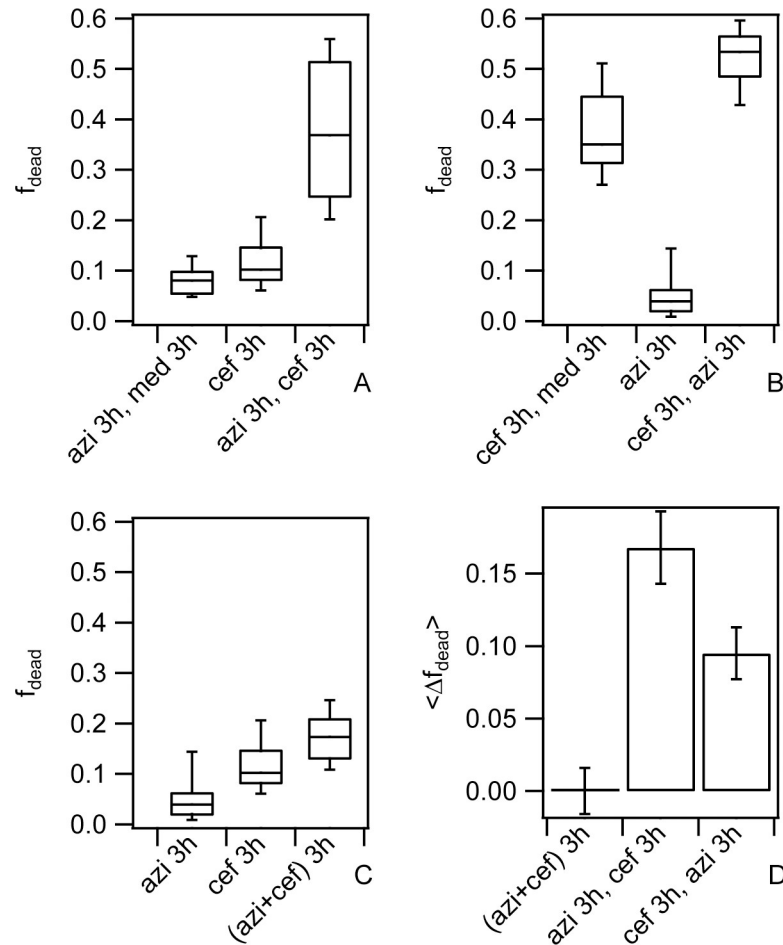 0.6
0.5
0.4
0.3
0.2
0.1
0.0
f_dead
azi 3h, med 3h
cef 3h
azi 3h, cef 3h
A
0.6
0.5
0.4
0.3
0.2
0.1
0.0
f_dead
cef 3h, med 3h
azi 3h
cef 3h, azi 3h
B
0.6
0.5
0.4
0.3
0.2
0.1
0.0
f_dead
azi 3h
cef 3h
(azi+cef) 3h
C
0.15
0.10
0.05
0.00
<Δf_dead>
(azi+cef) 3h
azi 3h, cef 3h
cef 3h, azi 3h
D